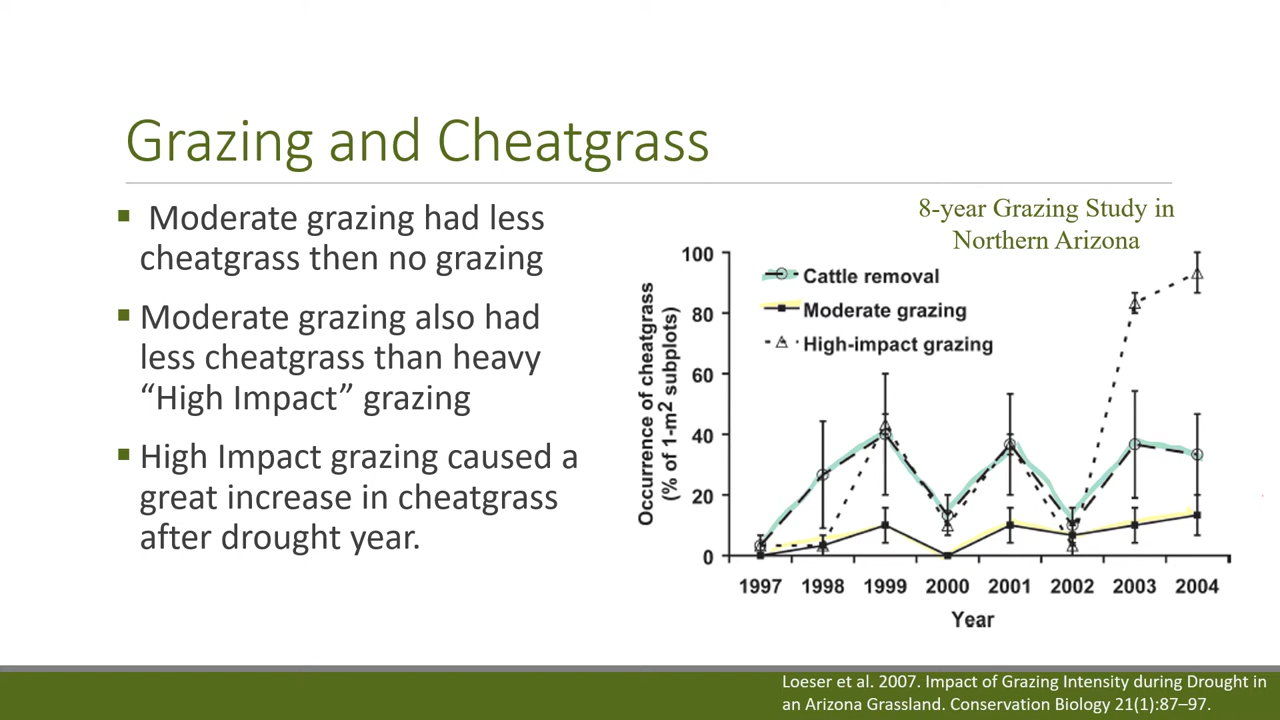 Grazing and Cheatgrass
Moderate grazing had less
cheatgrass then no grazing
Moderate grazing also had
less cheatgrass than heavy
“High Impact” grazing
High Impact grazing caused a
great increase in cheatgrass
after drought year.
8-year Grazing Study in
Northern Arizona
Occurrence of cheatgrass
(% of 1-m² subplots)
100
80
60
40
20
0
Cattle removal
Moderate grazing
High-impact grazing
1997 1998 1999 2000 2001 2002 2003 2004
Year
Loeser et al. 2007. Impact of Grazing Intensity during Drought in
an Arizona Grassland. Conservation Biology 21(1):87–97.